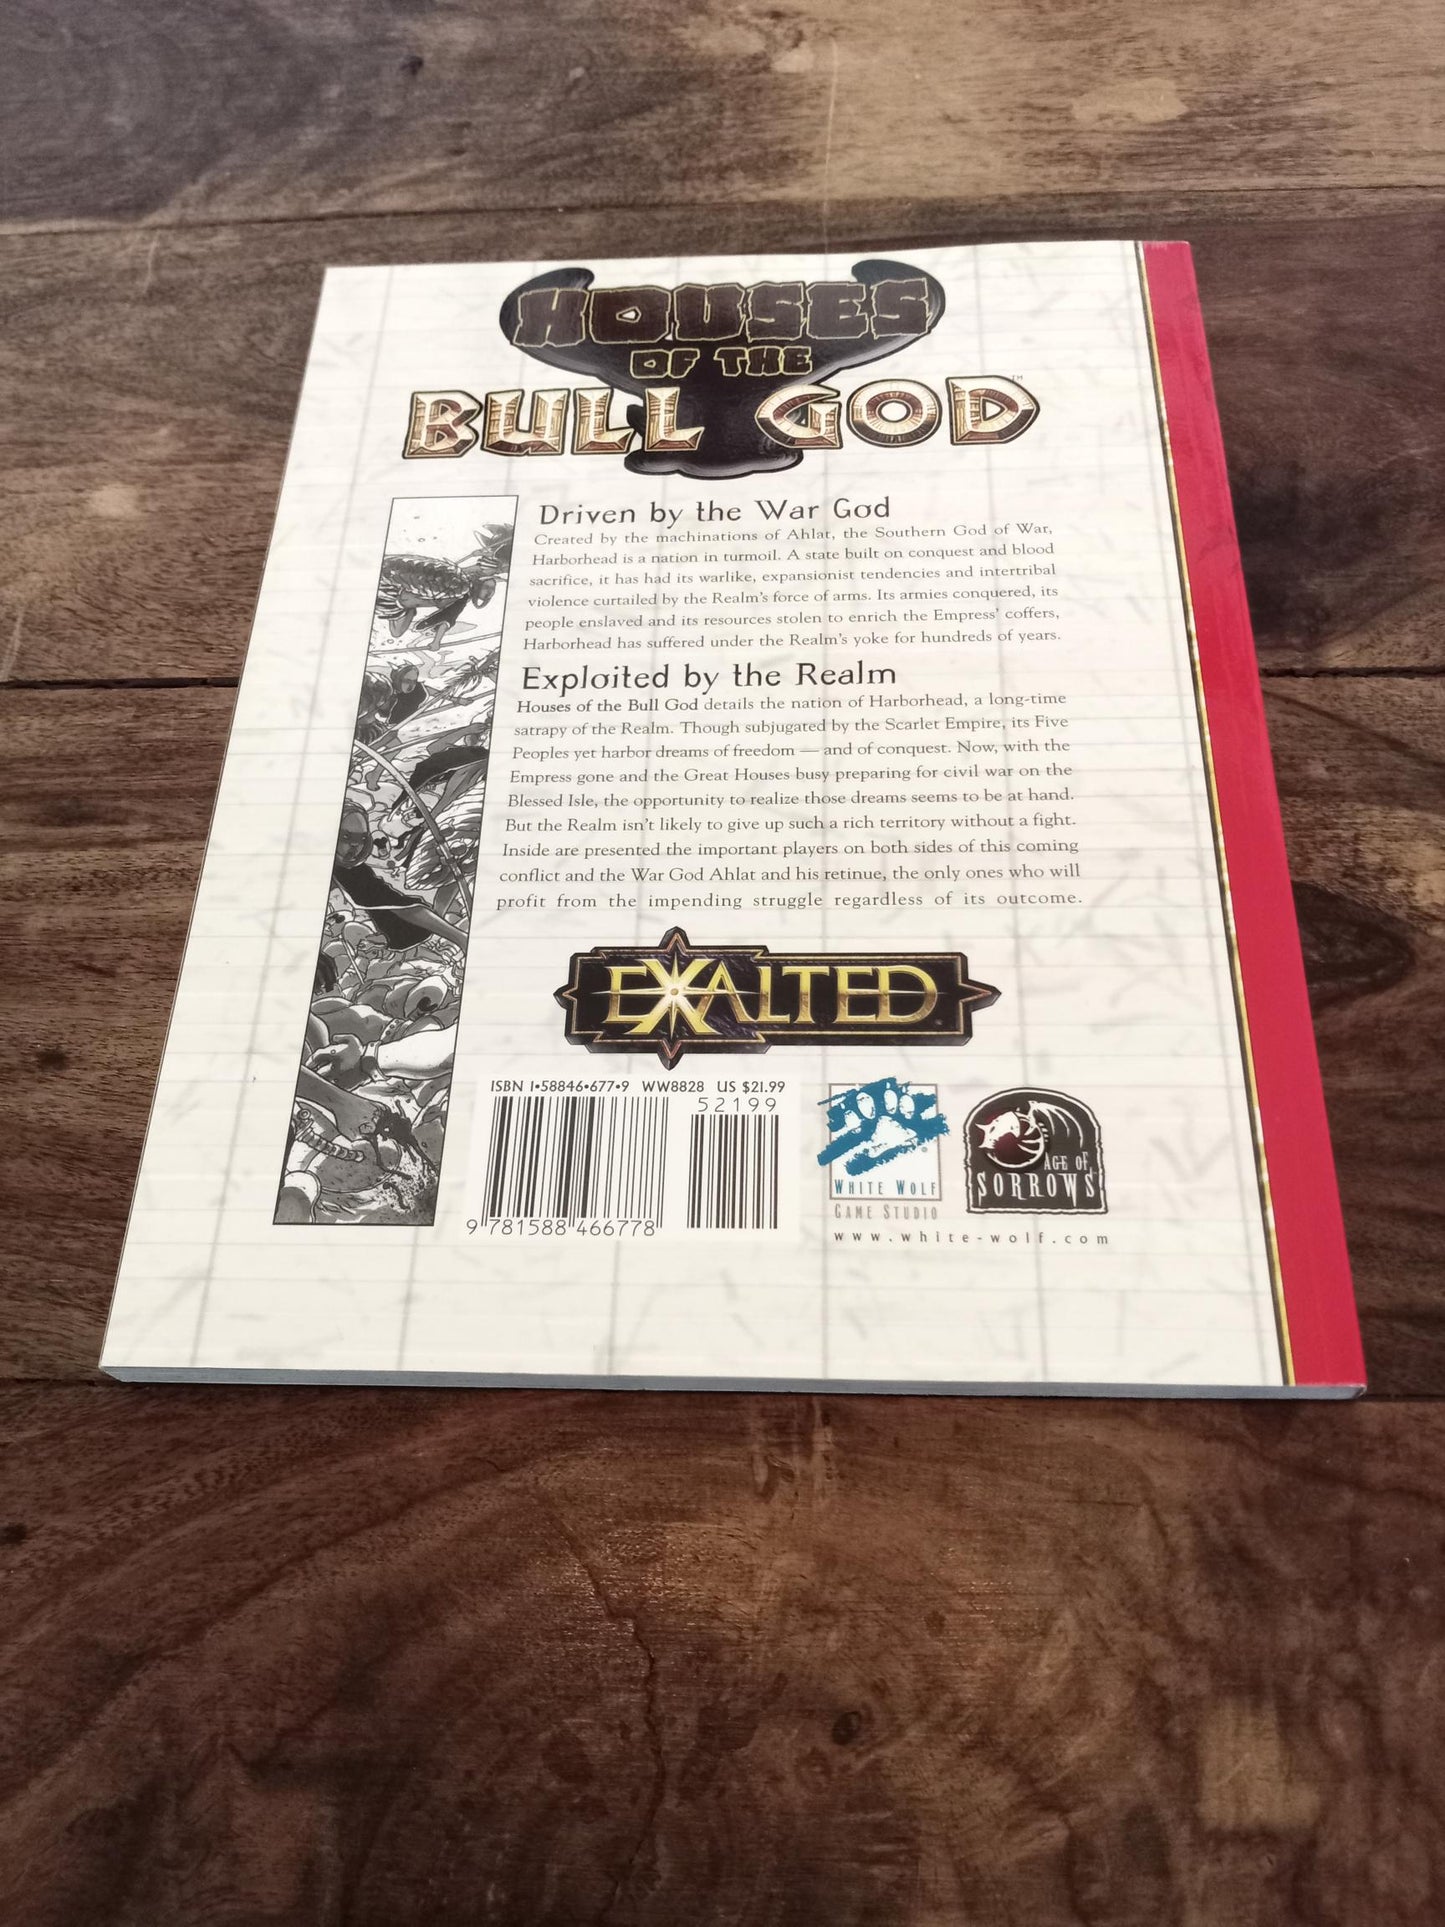 HOUSES
OF THE
BULL GOD™
Driven by the War God
Created by the machinations of Ahlat, the Southern God of War,
Harborhead is a nation in turmoil. A state built on conquest and blood
sacrifice, it has had its warlike, expansionist tendencies and intertribal
violence curtailed by the Realm's force of arms. Its armies conquered, its
people enslaved and its resources stolen to enrich the Empress' coffers,
Harborhead has suffered under the Realm's yoke for hundreds of years.
Exploited by the Realm
Houses of the Bull God details the nation of Harborhead, a long-time
satrapy of the Realm. Though subjugated by the Scarlet Empire, its Five
Peoples yet harbor dreams of freedom — and of conquest. Now, with the
Empress gone and the Great Houses busy preparing for civil war on the
Blessed Isle, the opportunity to realize those dreams seems to be at hand.
But the Realm isn't likely to give up such a rich territory without a fight.
Inside are presented the important players on both sides of this coming
conflict and the War God Ahlat and his retinue, the only ones who will
profit from the impending struggle regardless of its outcome.
EXALTED
ISBN 1•58846•677•9 WW8828 US $21.99
52199
9 781588 466778
WHITE WOLF
GAME STUDIO
AGE OF
SORROWS
www.white-wolf.com